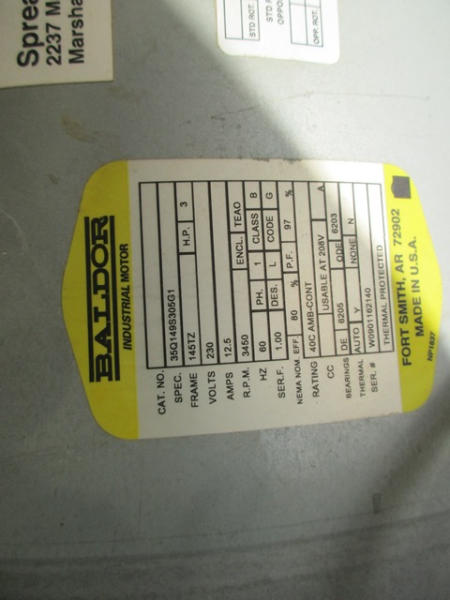 Sprea
2237 M
Marsha
STD ROT.
OPP. ROT.
BALDOR
INDUSTRIAL MOTOR
CAT. NO.
SPEC. 35Q149S305G1
FRAME 145TZ H.P. 3
VOLTS 230
AMPS 12.5
R.P.M. 3450 ENCL. TEAO
HZ 60 PH. 1 CLASS B
SER.F. 1.00 DES. L CODE G
NEMA NOM. EFF. 80 % P.F. 97 %
RATING 40C AMB-CONT
CC USABLE AT 208V A
BEARINGS DE 6205 ODE 6203
THERMAL AUTO Y NONE N
SER. # W0901162140
THERMAL PROTECTED
FORT SMITH, AR 72902
MADE IN U.S.A.